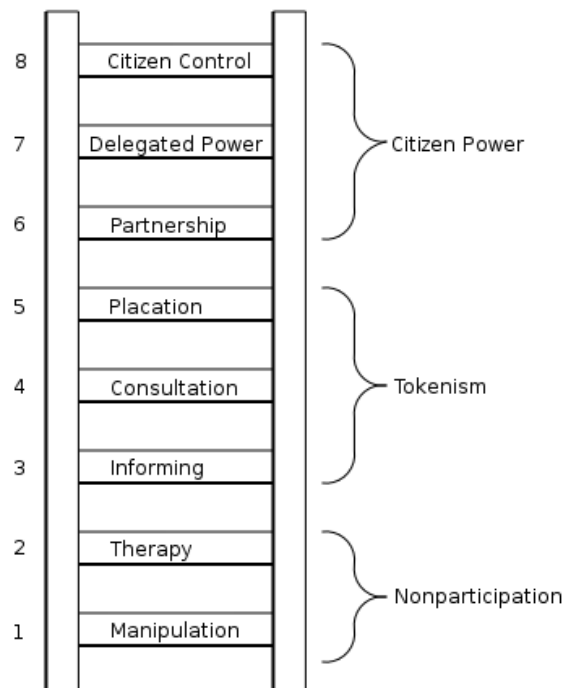 8 Citizen Control
7 Delegated Power Citizen Power
6 Partnership
5 Placation
4 Consultation Tokenism
3 Informing
2 Therapy
Nonparticipation
1 Manipulation